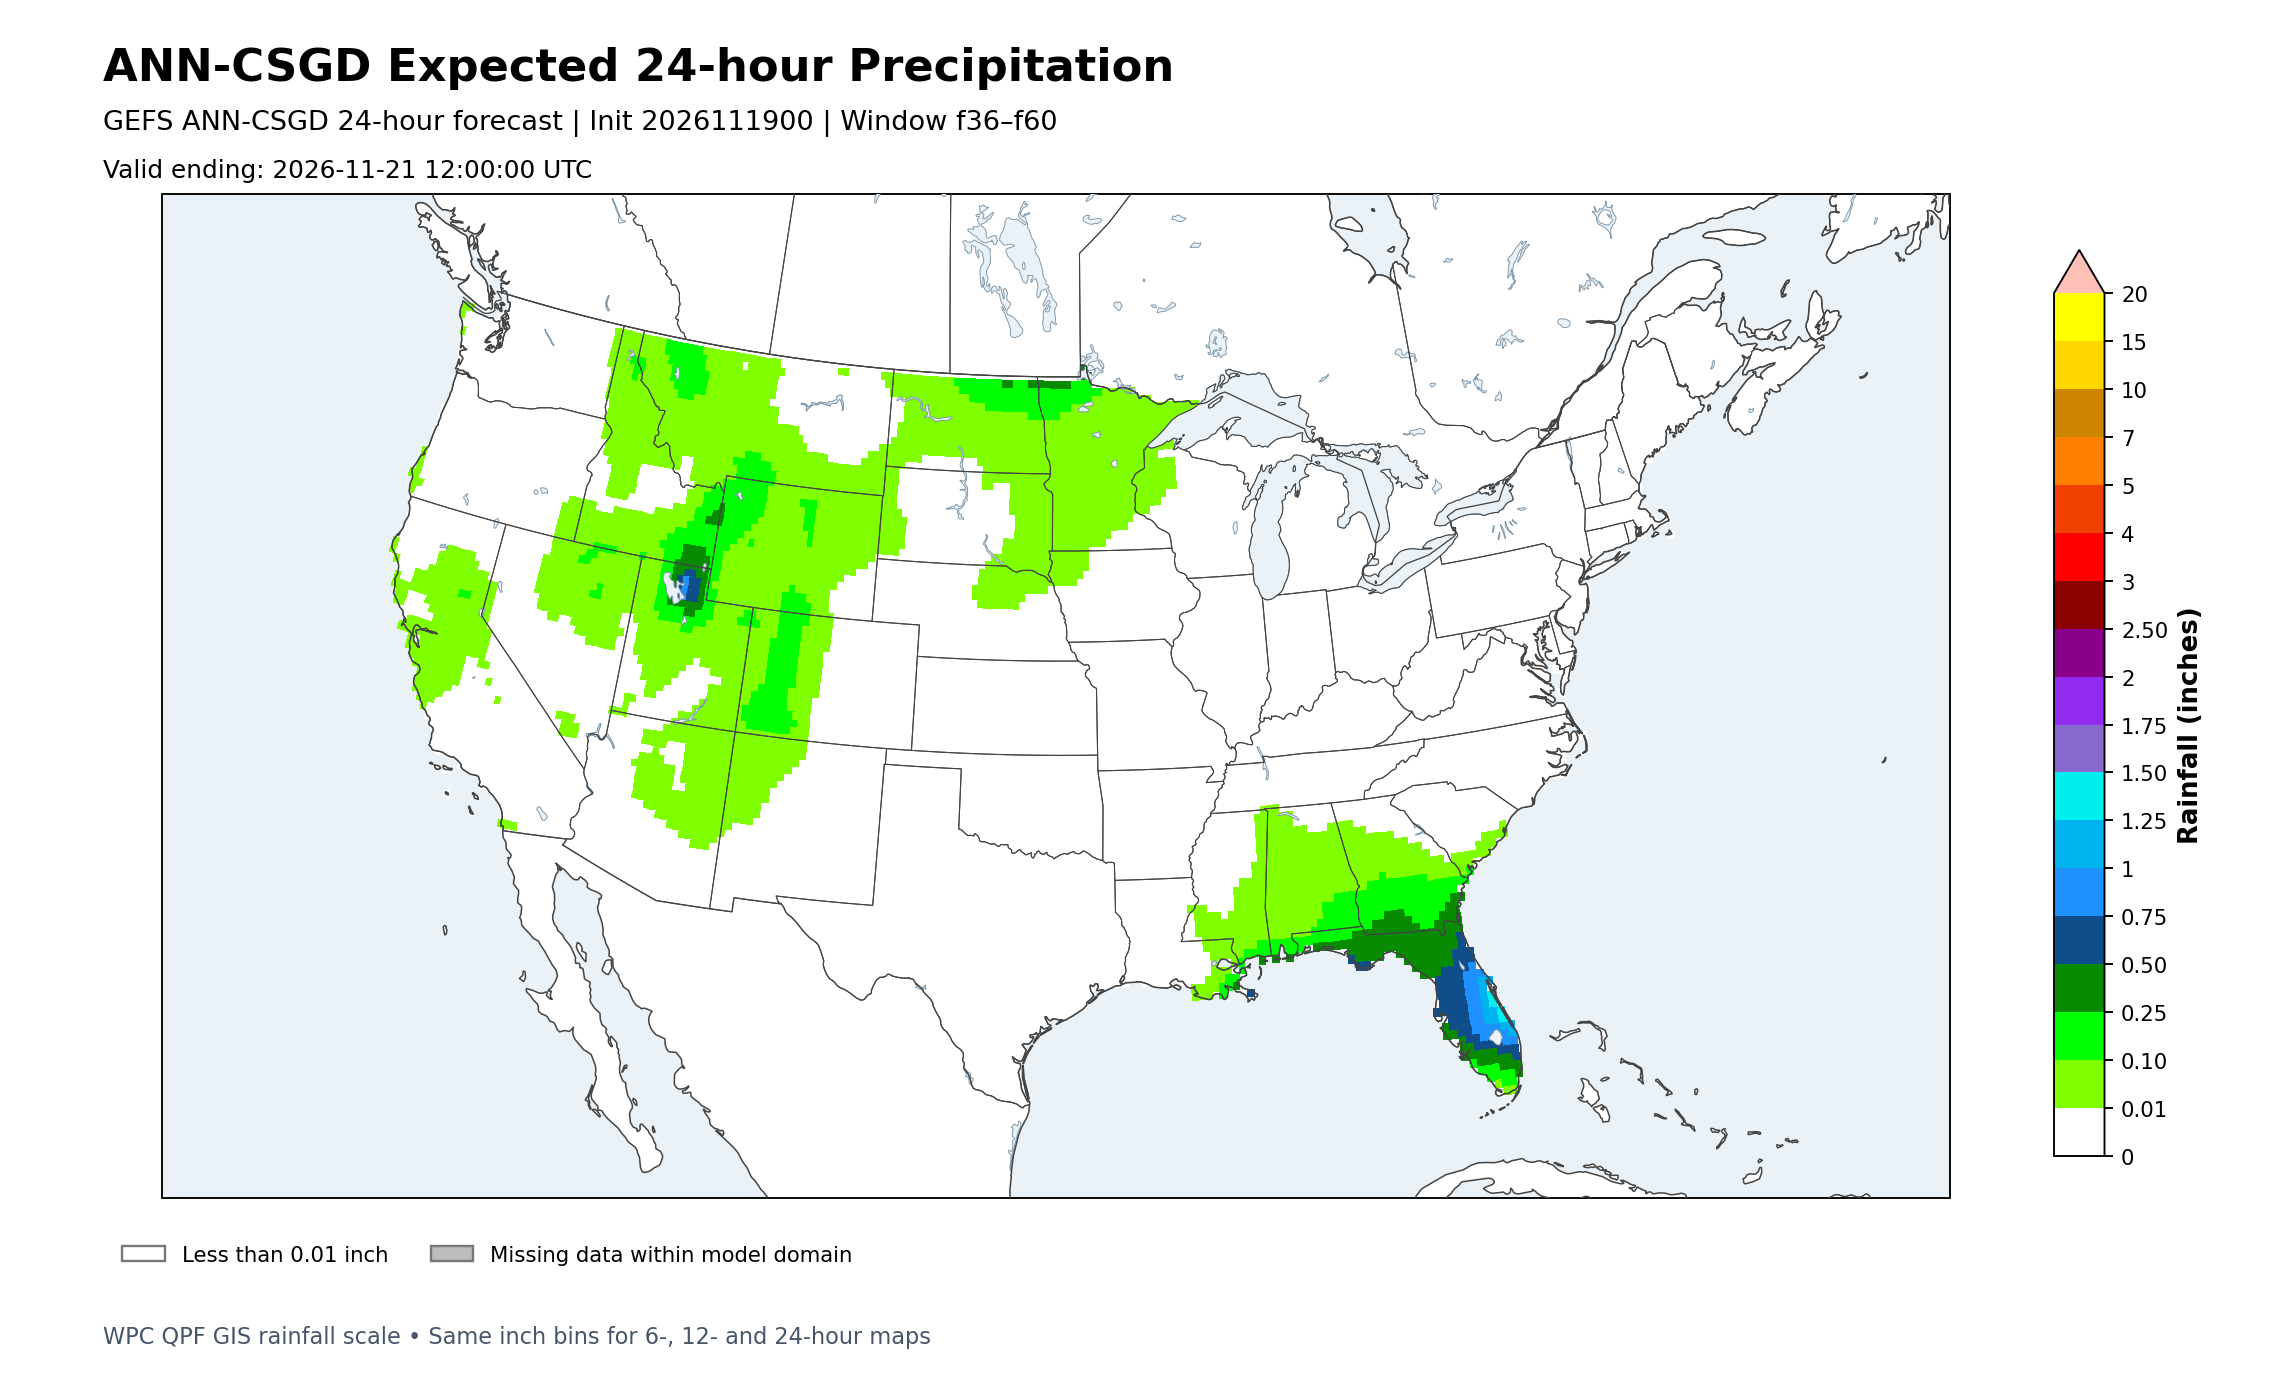 ANN-CSGD Expected 24-hour Precipitation
GEFS ANN-CSGD 24-hour forecast | Init 2026111900 | Window f36–f60
Valid ending: 2026-11-21 12:00:00 UTC
20
15
10
7
5
4
3
2.50
2
1.75
1.50
1.25
1
0.75
0.50
0.25
0.10
0.01
0
Rainfall (inches)
Less than 0.01 inch
Missing data within model domain
WPC QPF GIS rainfall scale • Same inch bins for 6-, 12- and 24-hour maps